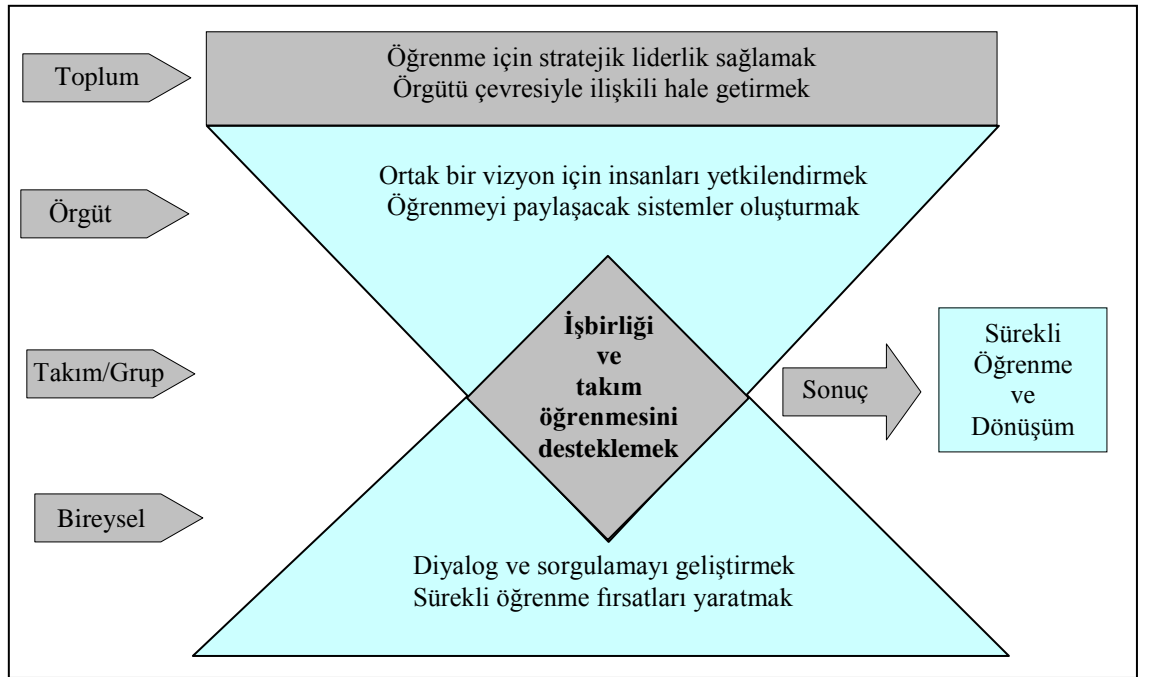 Toplum
Öğrenme için stratejik liderlik sağlamak
Örgütü çevresiyle ilişkili hale getirmek
Örgüt
Ortak bir vizyon için insanları yetkilendirmek
Öğrenmeyi paylaşacak sistemler oluşturmak
Takım/Grup
İşbirliği
ve
takım
öğrenmesini
desteklemek
Sonuç
Sürekli
Öğrenme
ve
Dönüşüm
Bireysel
Diyalog ve sorgulamayı geliştirmek
Sürekli öğrenme fırsatları yaratmak